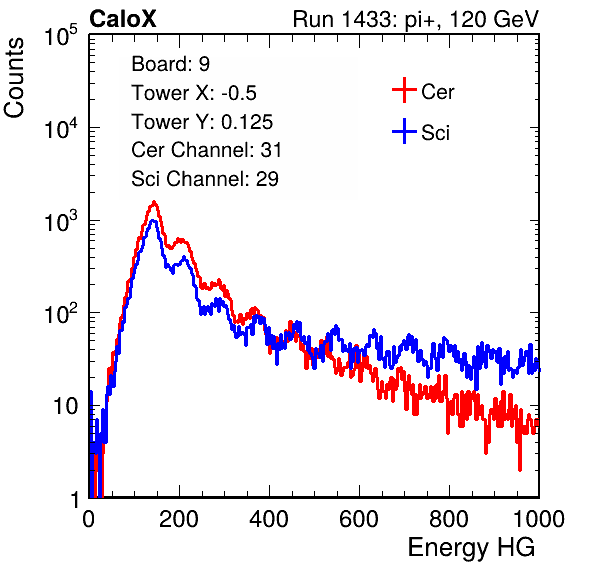 CaloX Run 1433: pi+, 120 GeV
Counts
Board: 9
Tower X: -0.5
Tower Y: 0.125
Cer Channel: 31
Sci Channel: 29
Cer
Sci
10^5
10^4
10^3
10^2
10
1
0 200 400 600 800 1000
Energy HG